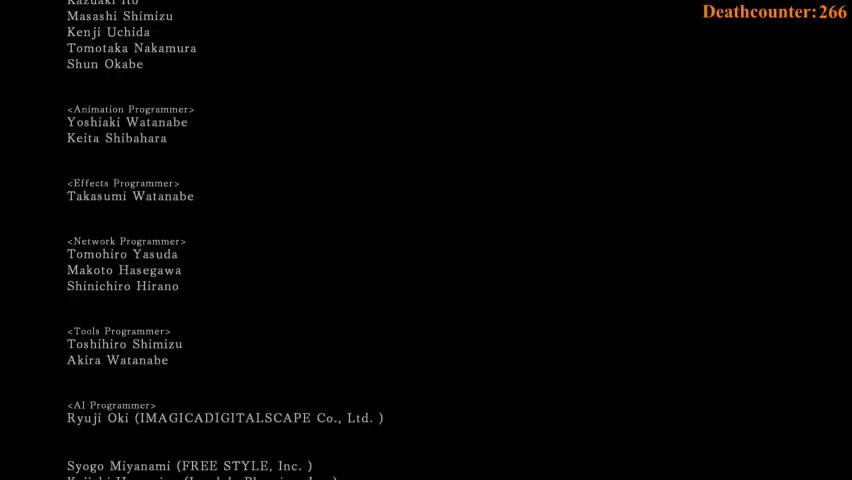 Deathcounter: 266
Kazuaki Ito
Masashi Shimizu
Kenji Uchida
Tomotaka Nakamura
Shun Okabe
<Animation Programmer>
Yoshiaki Watanabe
Keita Shibahara
<Effects Programmer>
Takasumi Watanabe
<Network Programmer>
Tomohiro Yasuda
Makoto Hasegawa
Shinichiro Hirano
<Tools Programmer>
Toshihiro Shimizu
Akira Watanabe
<AI Programmer>
Ryuji Oki (IMAGICADIGITALSCAPE Co., Ltd. )
Syogo Miyanami (FREE STYLE, Inc. )